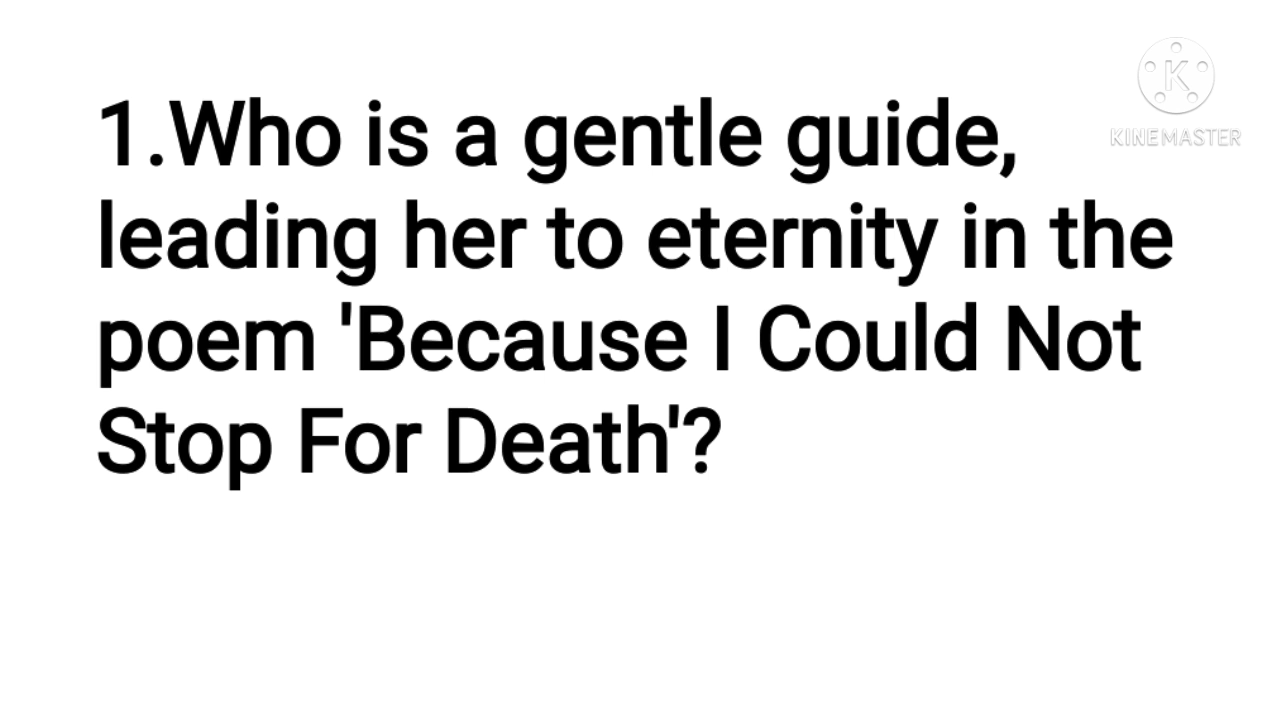 KINEMASTER
1.Who is a gentle guide,
leading her to eternity in the
poem 'Because I Could Not
Stop For Death'?